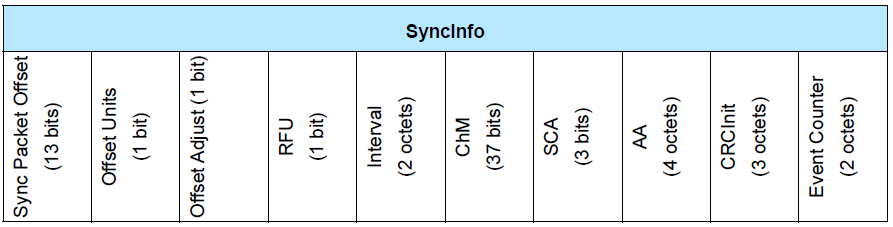 SyncInfo
Sync Packet Offset
(13 bits)
Offset Units
(1 bit)
Offset Adjust (1 bit)
RFU
(1 bit)
Interval
(2 octets)
ChM
(37 bits)
SCA
(3 bits)
AA
(4 octets)
CRCInit
(3 octets)
Event Counter
(2 octets)